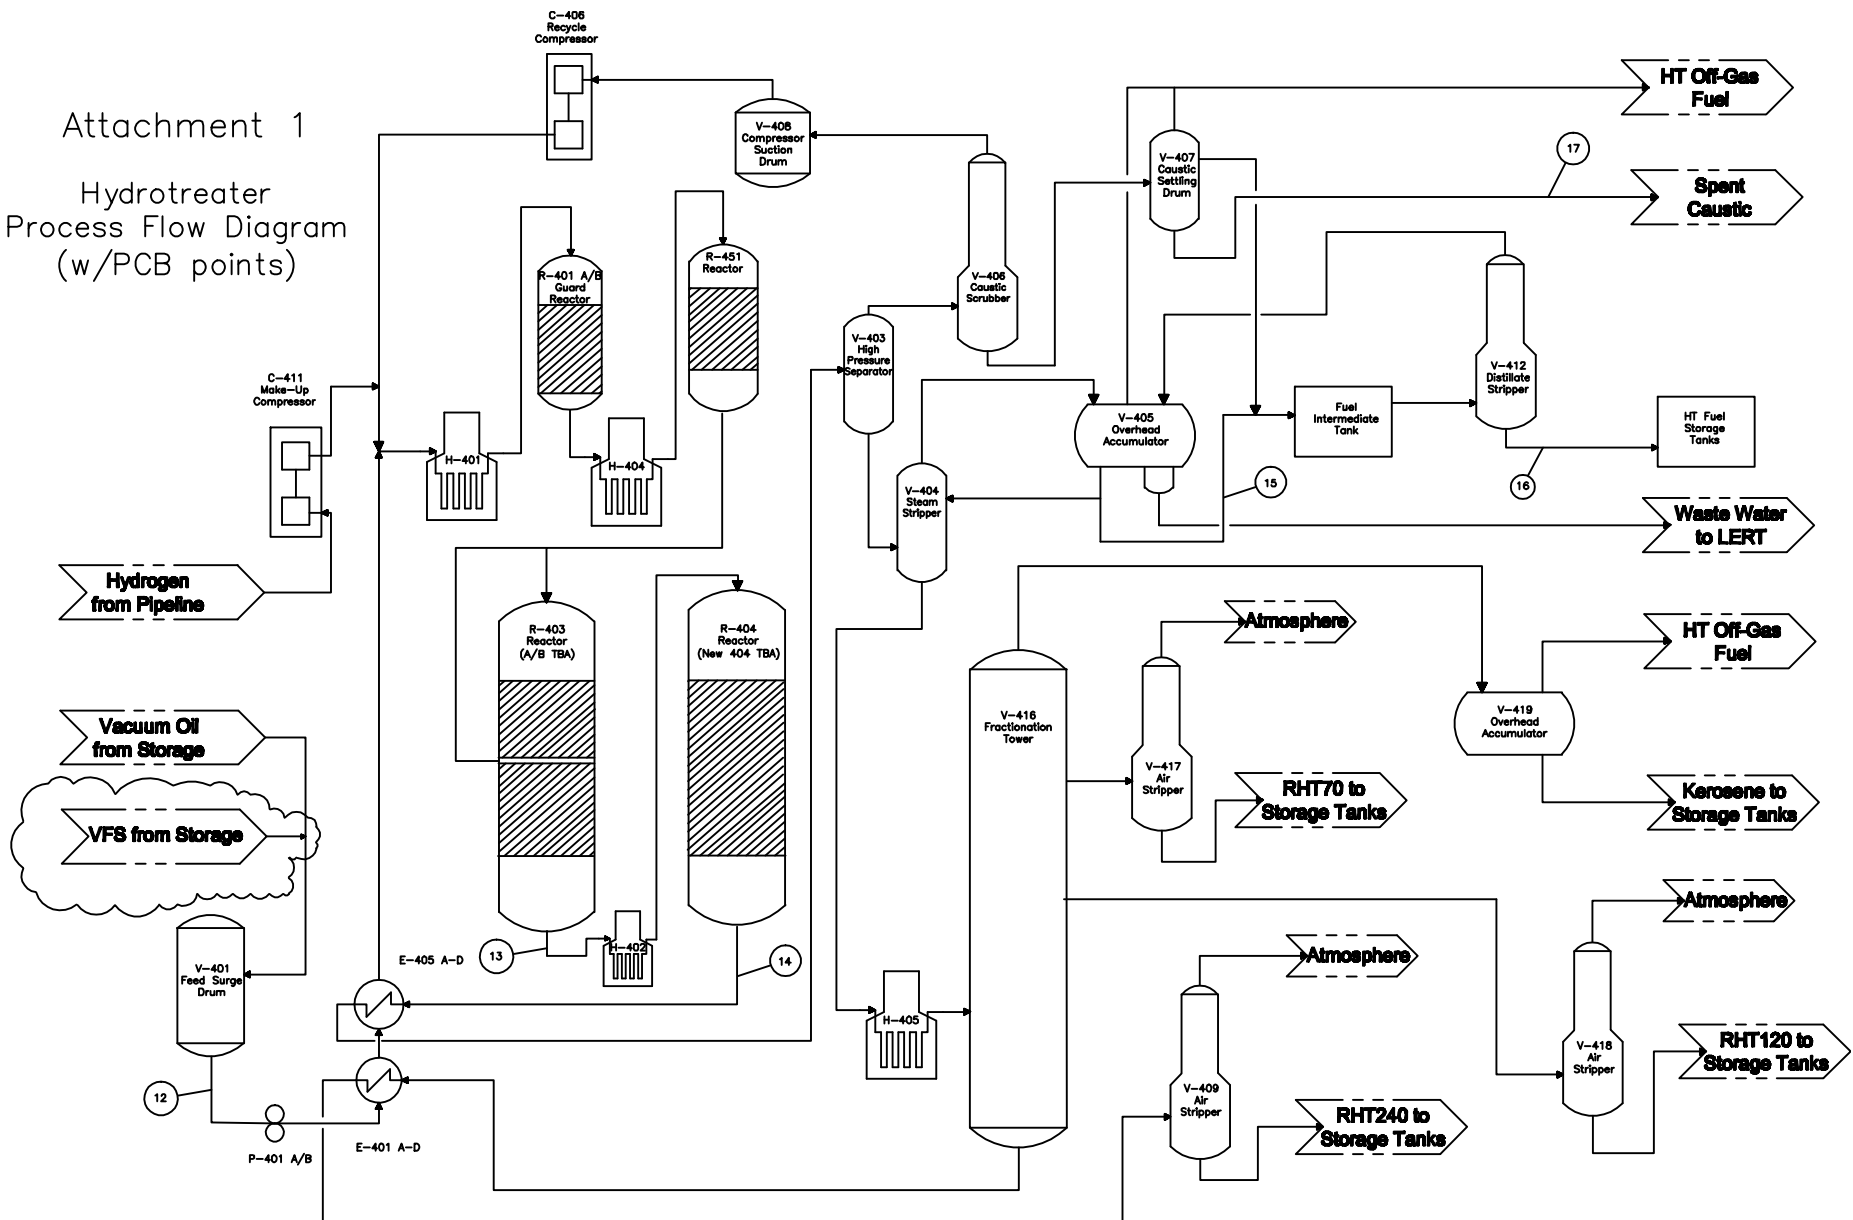 Attachment 1
Hydrotreater
Process Flow Diagram
(w/PCB points)
C-406
Recycle
Compressor
V-408
Compressor
Suction
Drum
HT Off-Gas
Fuel
V-407
Caustic
Settling
Drum
17
Spent
Caustic
R-401 A/B
Guard
Reactor
R-451
Reactor
V-406
Caustic
Scrubber
V-403
High
Pressure
Separator
V-412
Distillate
Stripper
C-411
Make-Up
Compressor
H-401
H-404
V-405
Overhead
Accumulator
Fuel
Intermediate
Tank
HT Fuel
Storage
Tanks
V-404
Steam
Stripper
15
16
Waste Water
to LERT
Hydrogen
from Pipeline
R-403
Reactor
(A/B TBA)
R-404
Reactor
(New 404 TBA)
Atmosphere
HT Off-Gas
Fuel
Vacuum Oil
from Storage
V-416
Fractionation
Tower
V-419
Overhead
Accumulator
V-417
Air
Stripper
RHT70 to
Storage Tanks
Kerosene to
Storage Tanks
VFS from Storage
Atmosphere
V-401
Feed Surge
Drum
E-405 A-D
13
H-402
14
Atmosphere
H-405
V-418
Air
Stripper
RHT120 to
Storage Tanks
12
V-409
Air
Stripper
RHT240 to
Storage Tanks
P-401 A/B
E-401 A-D